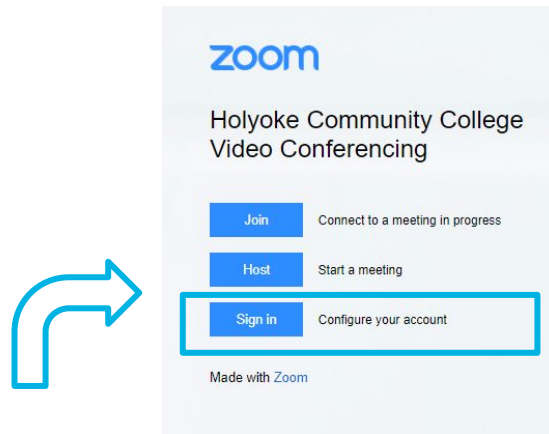 zoom
Holyoke Community College
Video Conferencing
Join Connect to a meeting in progress
Host Start a meeting
Sign in Configure your account
Made with Zoom